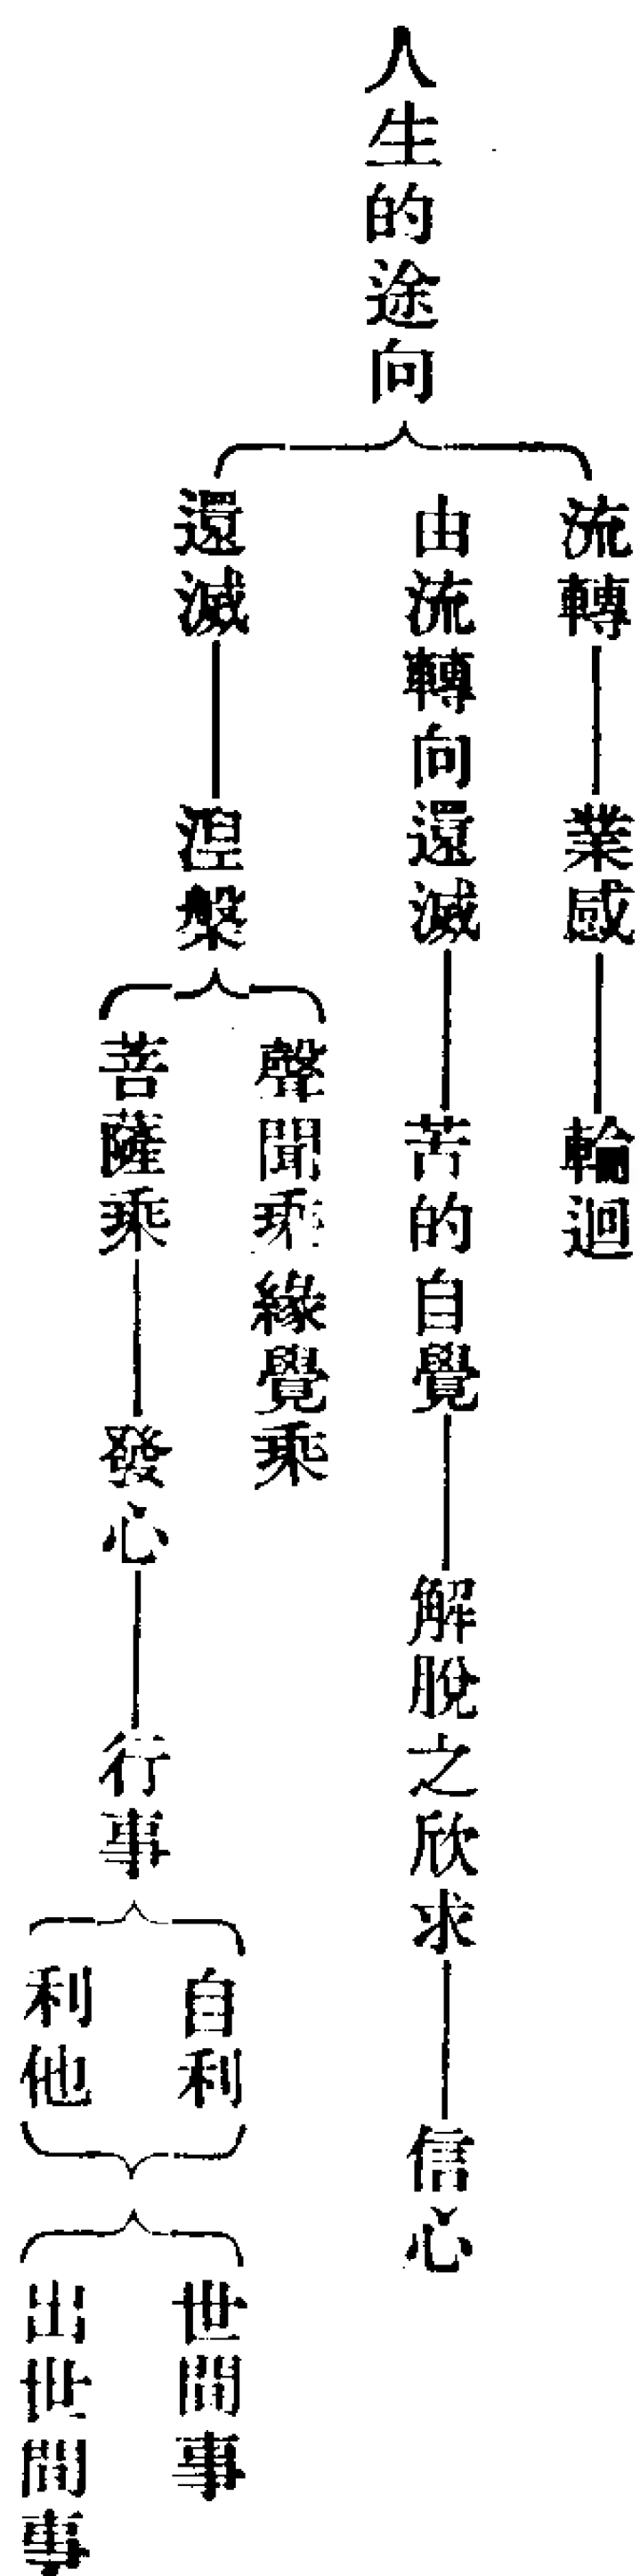 人生的途向
流轉
業感
輪迴
由流轉向還滅
苦的自覺
解脫之欣求
信心
還滅
涅槃
聲聞乘緣覺乘
菩薩乘
發心
行事
自利
利他
世間事
出世間事